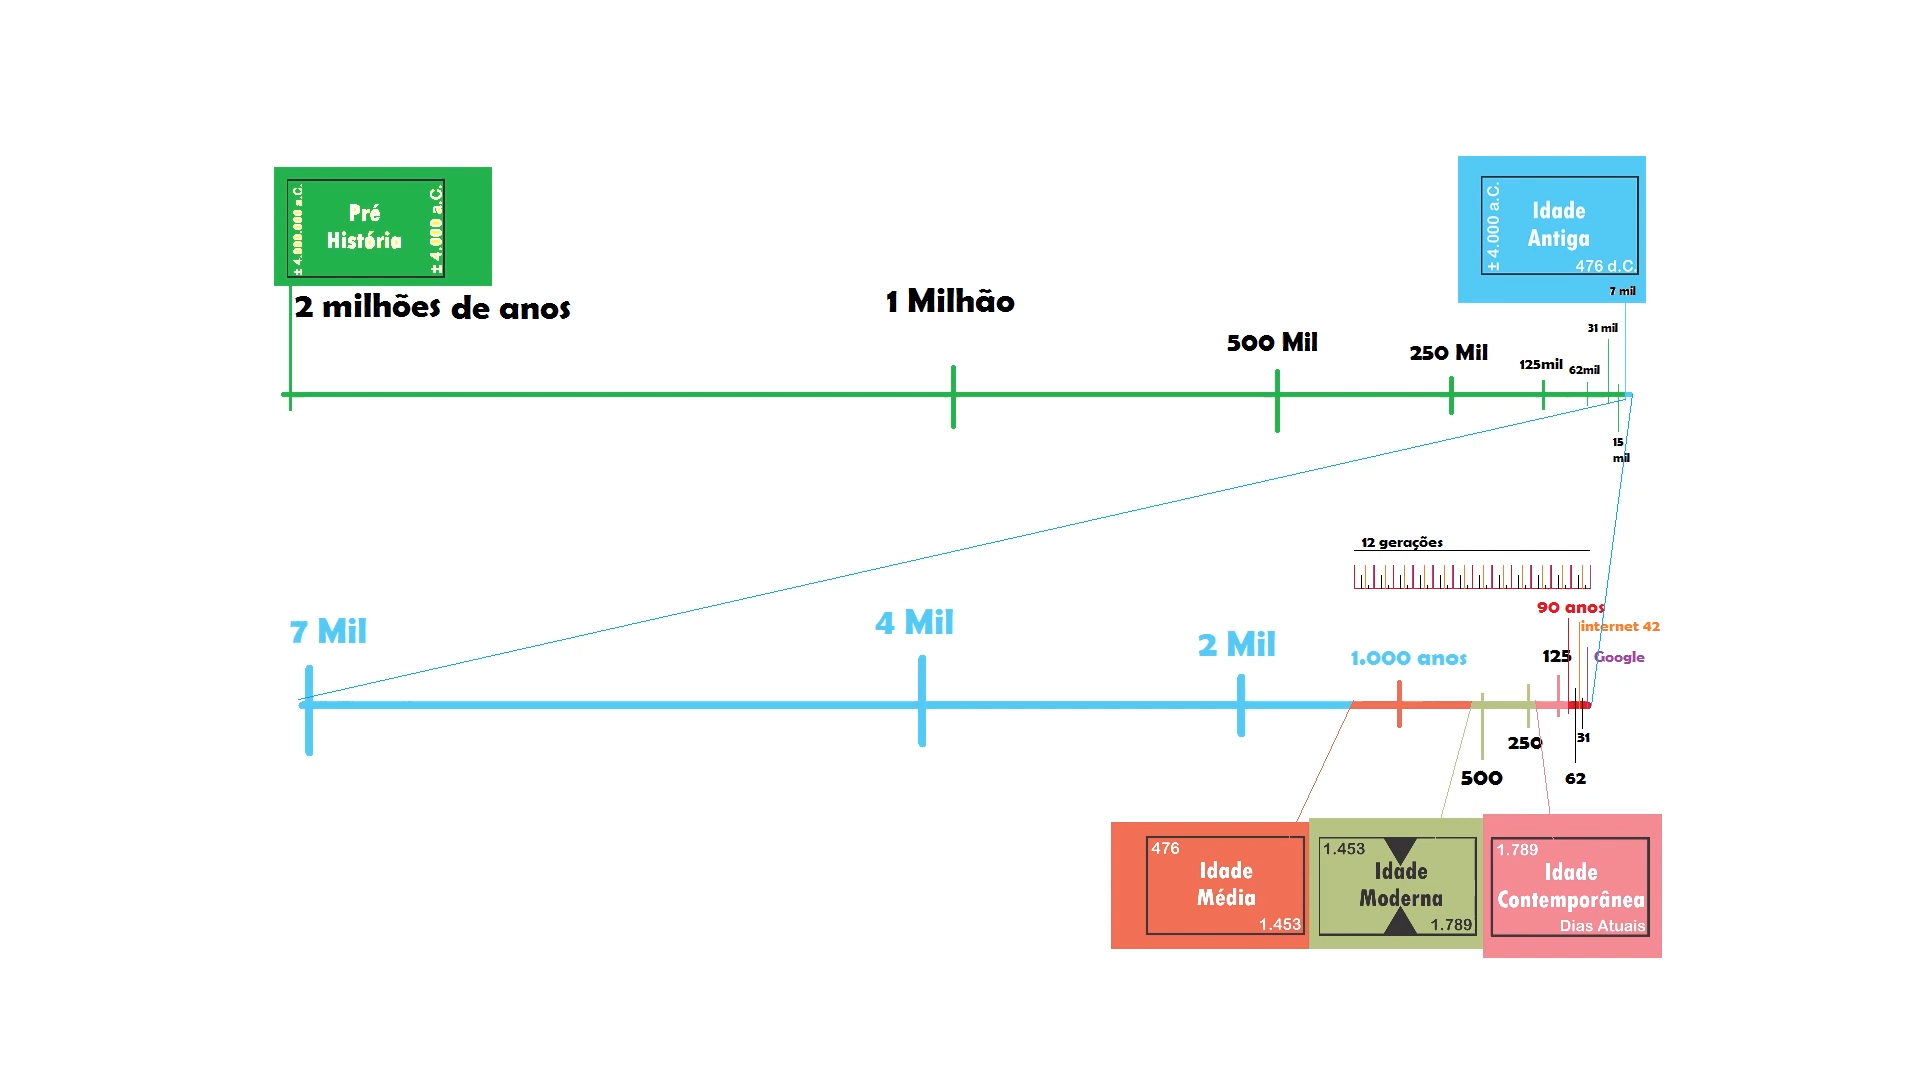 ± 4.000.000 a.C.
Pré
História
± 4.000 a.C.
± 4.000 a.C.
Idade
Antiga
476 d.C.
7 mil
2 milhões de anos
1 Milhão
500 Mil
250 Mil
125mil
62mil
31 mil
15
mil
12 gerações
90 anos
internet 42
7 Mil
4 Mil
2 Mil
1.000 anos
125
Google
250
31
500
62
476
Idade
Média
1.453
1.453
Idade
Moderna
1.789
1.789
Idade
Contemporânea
Dias Atuais